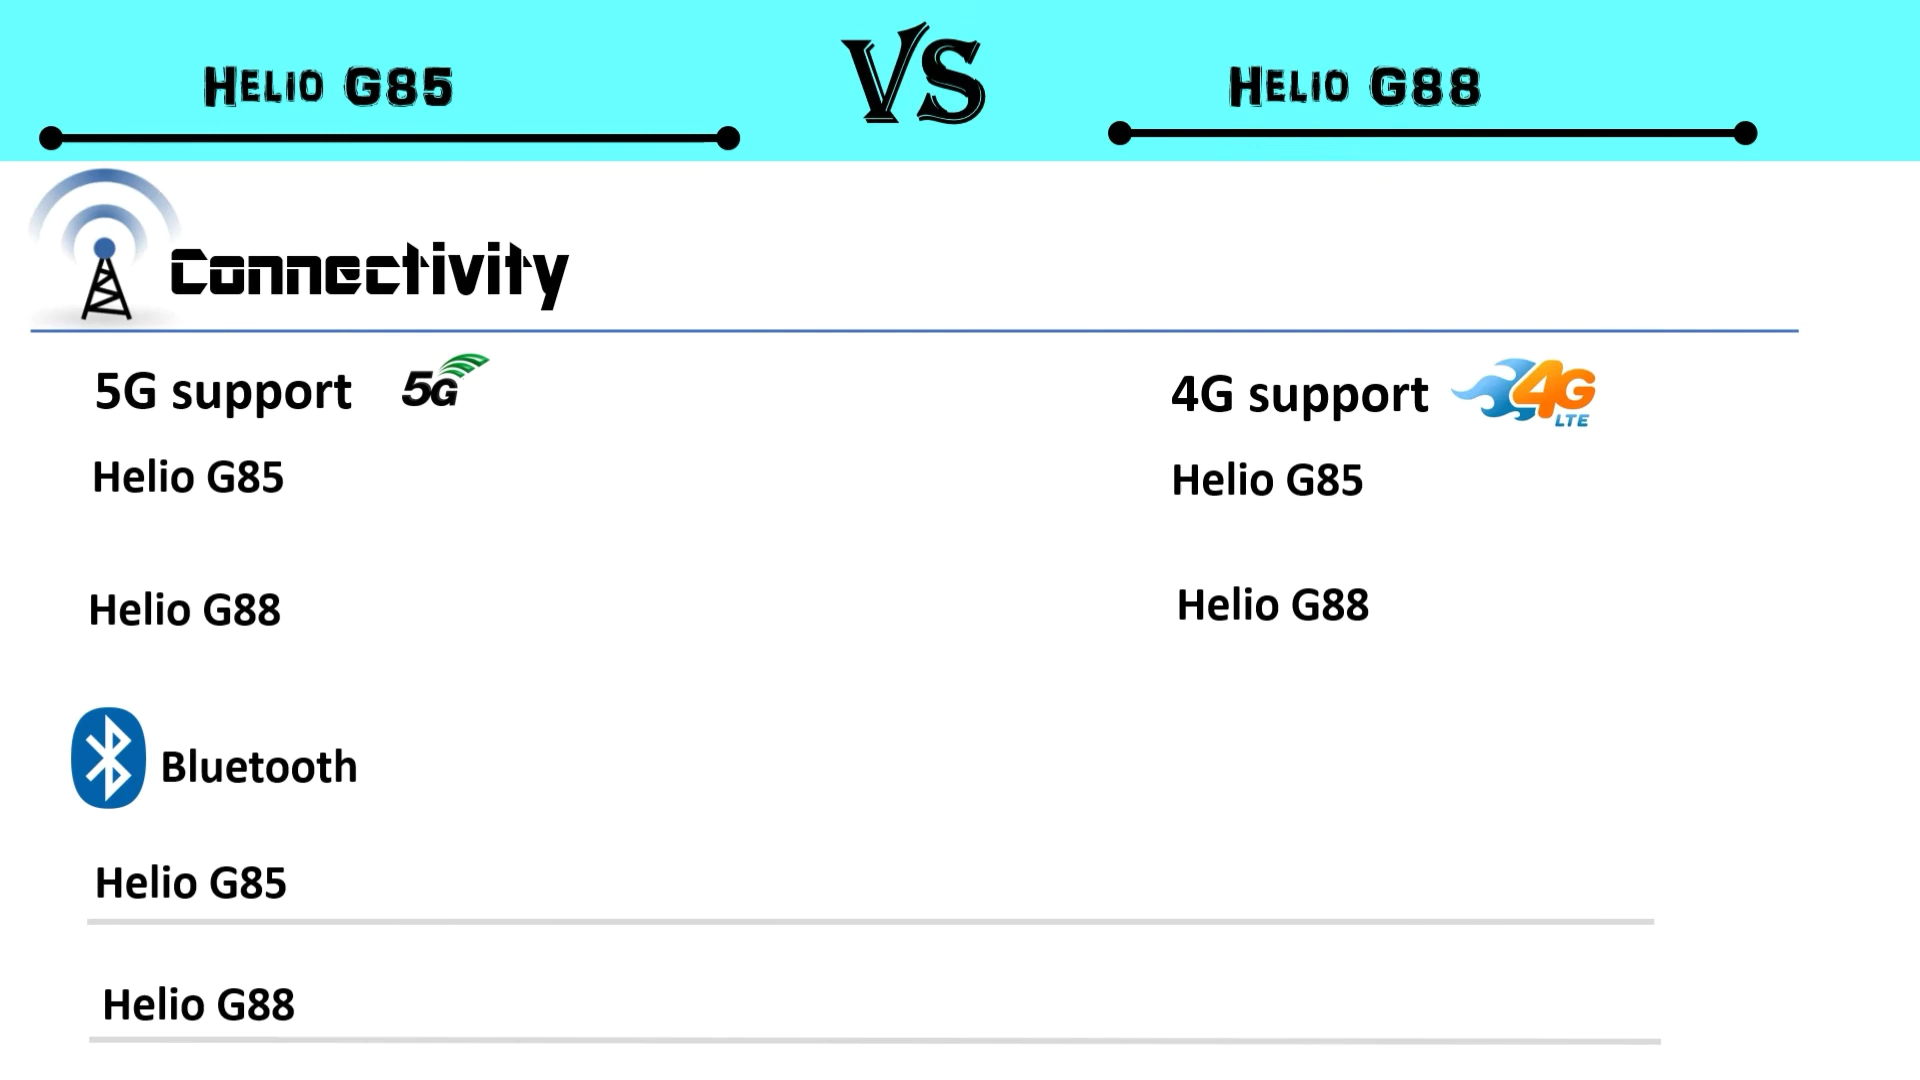 Helio G85
VS
Helio G88
Connectivity
5G support
5G
4G support
4G
LTE
Helio G85
Helio G85
Helio G88
Helio G88
Bluetooth
Helio G85
Helio G88